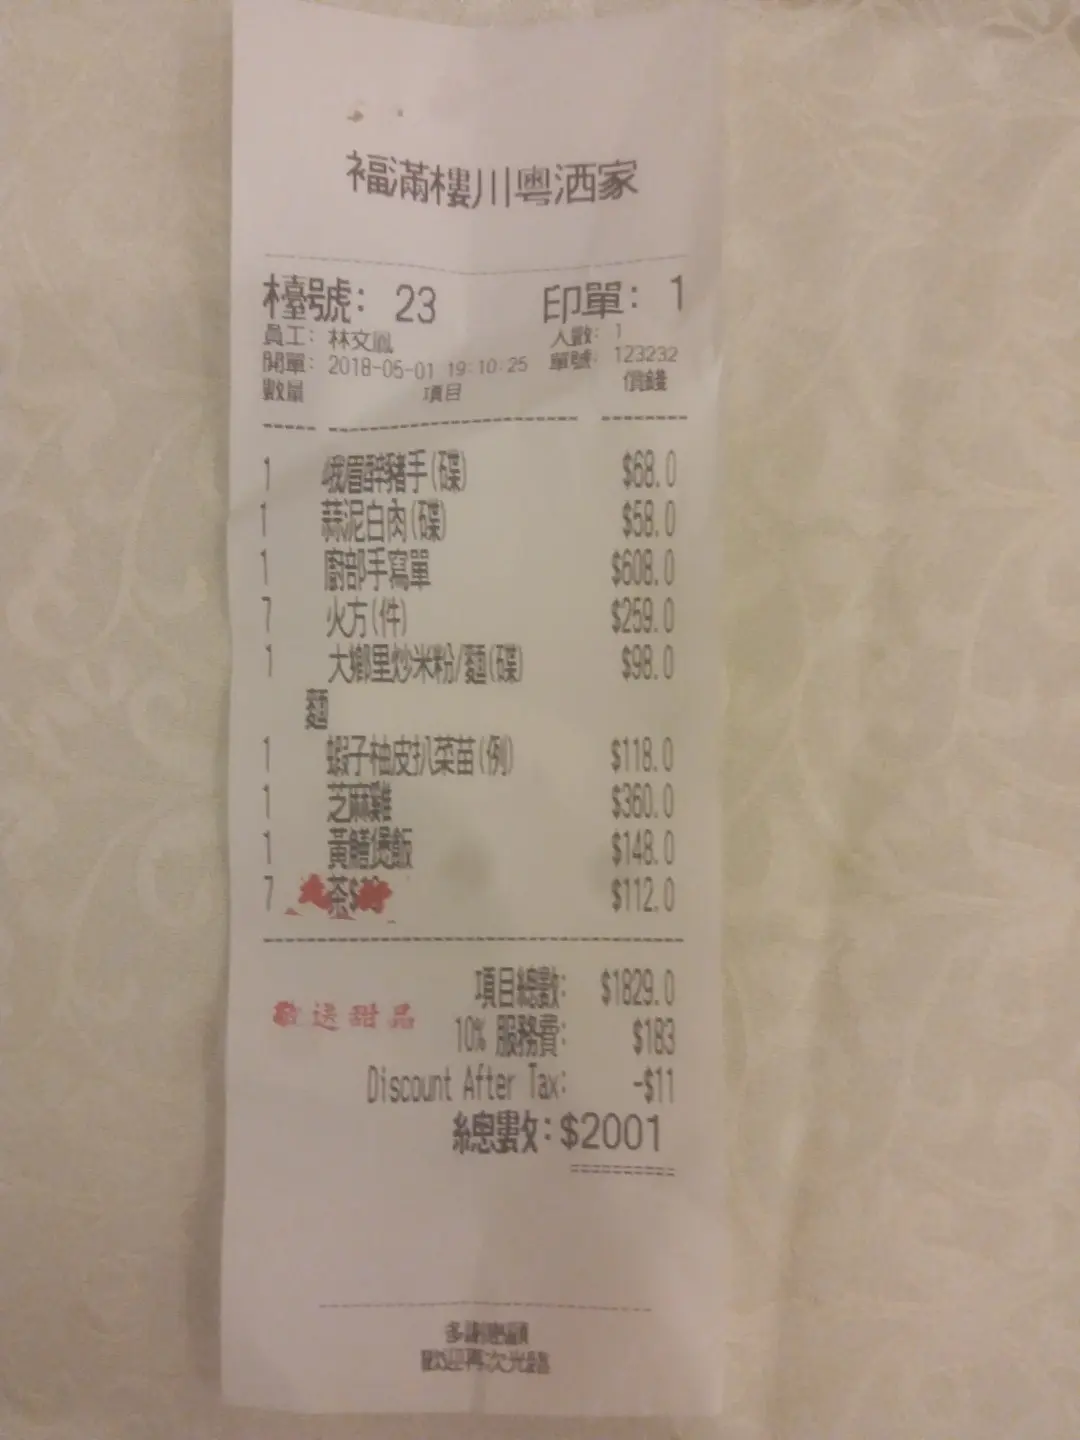 福滿樓川粵酒家
檯號: 23 印單: 1
員工: 林文鳳 人數: 1
開單: 2018-05-01 19:10:25 單號: 123232
數量 項目 價錢
1 峨眉醉豬手(碟) $68.0
1 蒜泥白肉(碟) $58.0
1 廚部手寫單 $608.0
7 火方(件) $259.0
1 大鄉里炒米粉/麵(碟) $98.0
麵
1 蝦子柚皮扒菜苗(例) $118.0
1 芝麻雞 $360.0
1 黃鱔煲飯 $148.0
7 茶$ $112.0
項目總數: $1829.0
敬送甜品
10% 服務費: $183
Discount After Tax: -$11
總數: $2001
多謝惠顧
歡迎再次光臨